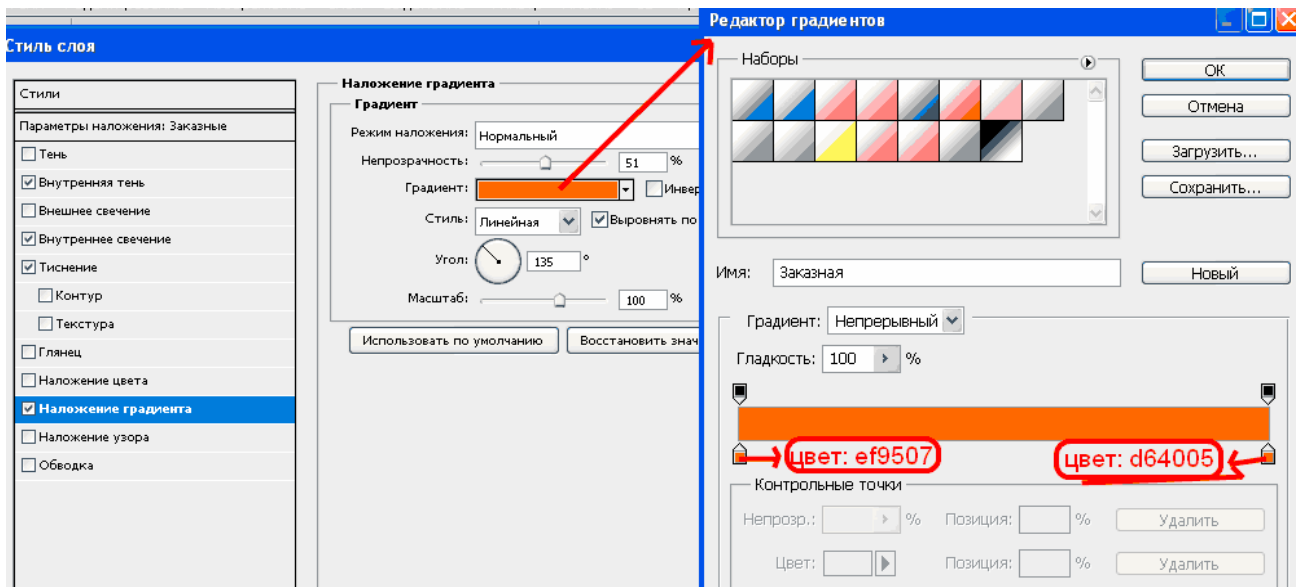 Стиль слоя
Стили
Параметры наложения: Заказные
Тень
Внутренняя тень
Внешнее свечение
Внутреннее свечение
Тиснение
Контур
Текстура
Глянец
Наложение цвета
Наложение градиента
Наложение узора
Обводка
Наложение градиента
Градиент
Режим наложения: Нормальный
Непрозрачность: 51 %
Градиент: Инвер
Стиль: Линейная Выровнять по
Угол: 135 °
Масштаб: 100 %
Использовать по умолчанию Восстановить знач
Редактор градиентов
Наборы
ОК
Отмена
Загрузить...
Сохранить...
Имя: Заказная Новый
Градиент: Непрерывный
Гладкость: 100 %
цвет: ef9507 цвет: d64005
Контрольные точки
Непрозр.: % Позиция: % Удалить
Цвет: Позиция: % Удалить